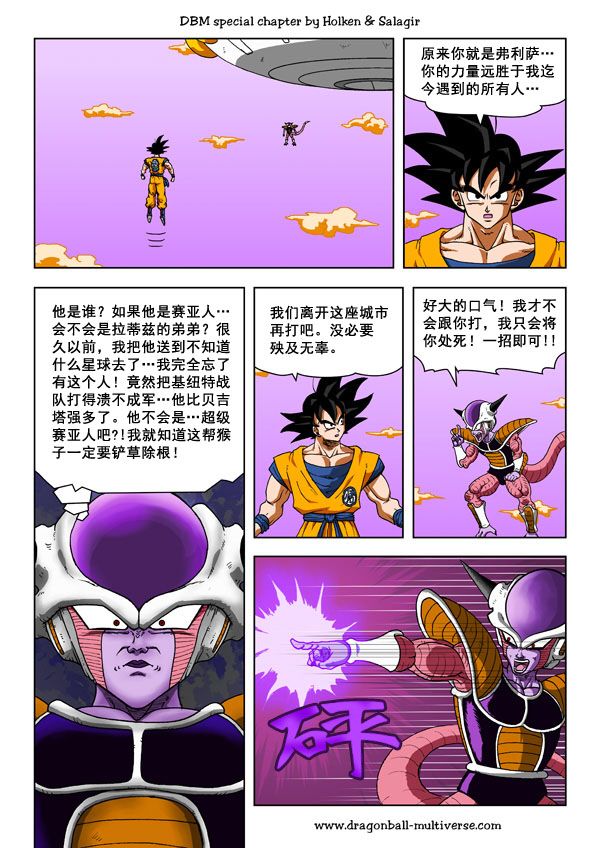 DBM special chapter by Holken & Salagir
原来你就是弗利萨…
你的力量远胜于我迄
今遇到的所有人…
他是谁？如果他是赛亚人…
会不会是拉蒂兹的弟弟？很
久以前，我把他送到不知道
什么星球去了…我完全忘了
有这个人！竟然把基纽特战
队打得溃不成军…他比贝吉
塔强多了。他不会是…超级
赛亚人吧?!我就知道这帮猴
子一定要铲草除根！
我们离开这座城市
再打吧。没必要
殃及无辜。
好大的口气！我才不
会跟你打，我只会将
你处死！一招即可!!
砰
www.dragonball-multiverse.com